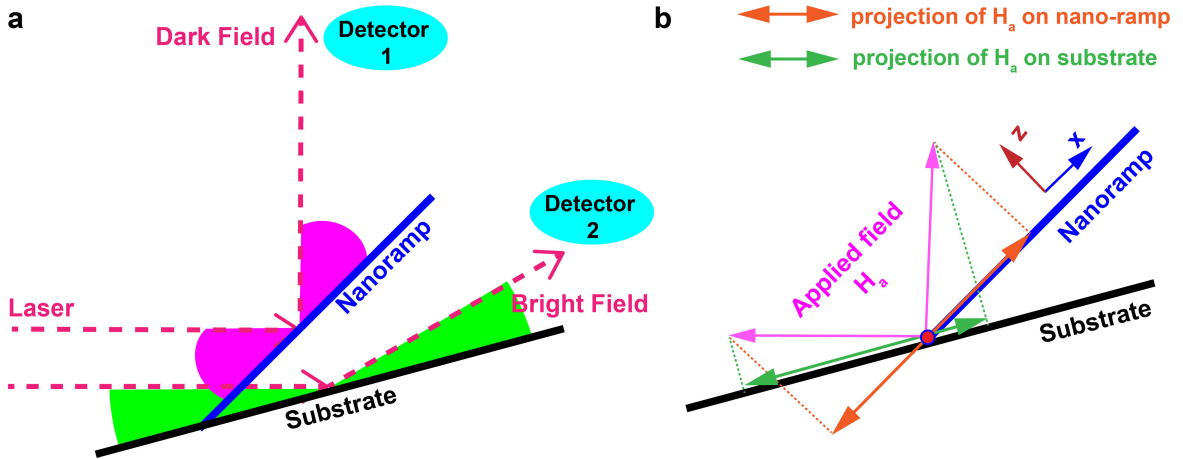 a
Dark Field
Detector
1
Detector
2
Laser
Nanoramp
Bright Field
Substrate
b
projection of Ha on nano-ramp
projection of Ha on substrate
z
x
Applied field
Ha
Nanoramp
Substrate